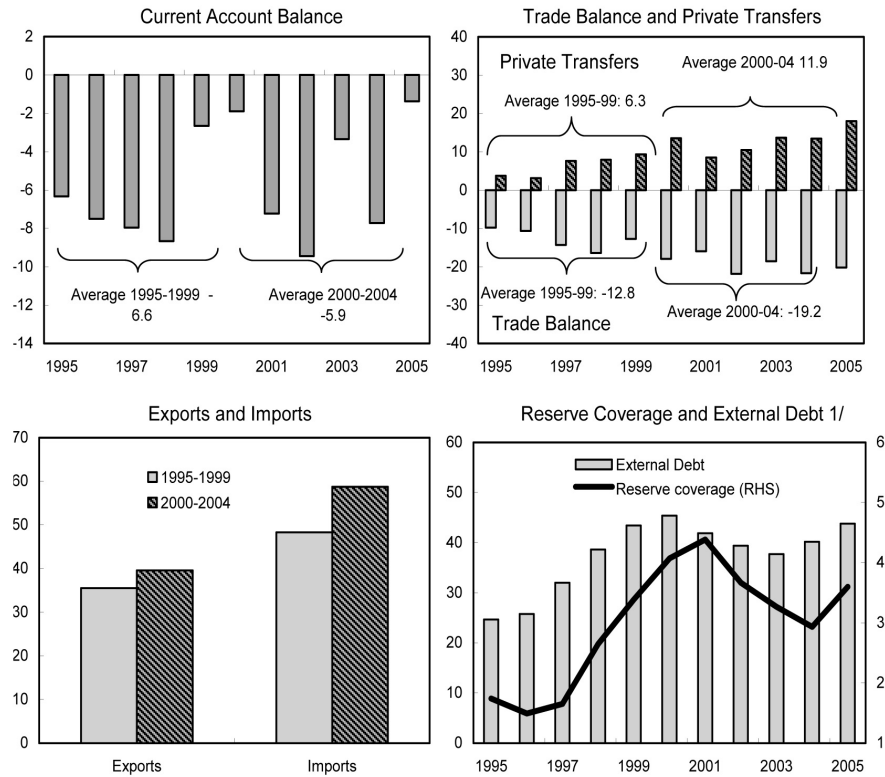 Current Account Balance
2
0
-2
-4
-6
-8
-10
-12
-14
Average 1995-1999 -
6.6
Average 2000-2004
-5.9
1995 1997 1999 2001 2003 2005
Trade Balance and Private Transfers
40
30
20
10
0
-10
-20
-30
-40
Private Transfers
Average 2000-04 11.9
Average 1995-99: 6.3
Average 1995-99: -12.8
Average 2000-04: -19.2
Trade Balance
1995 1997 1999 2001 2003 2005
Exports and Imports
70
60
50
40
30
20
10
0
1995-1999
2000-2004
Exports Imports
Reserve Coverage and External Debt 1/
60
50
40
30
20
10
0
External Debt
Reserve coverage (RHS)
6
5
4
3
2
1
1995 1997 1999 2001 2003 2005